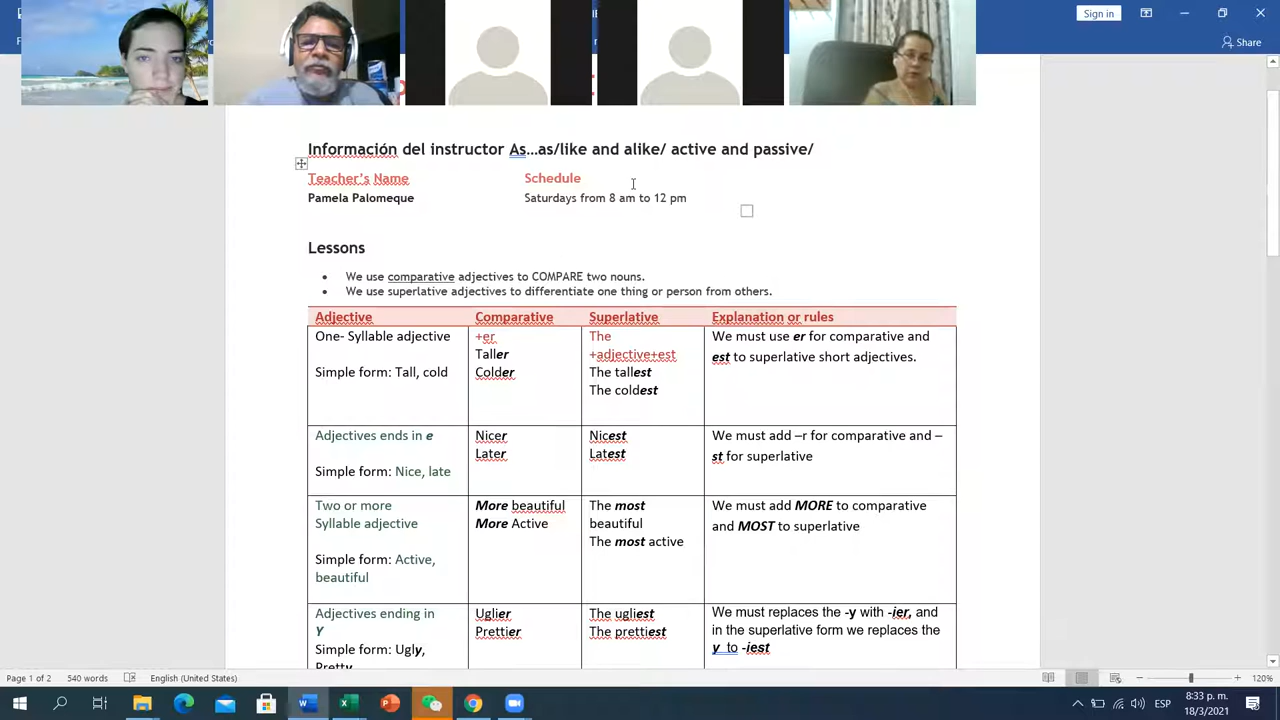 Sign in
Share
Información del instructor As...as/like and alike/ active and passive/
Teacher's Name Schedule
Pamela Palomeque Saturdays from 8 am to 12 pm
Lessons
• We use comparative adjectives to COMPARE two nouns.
• We use superlative adjectives to differentiate one thing or person from others.
Adjective Comparative Superlative Explanation or rules
One- Syllable adjective
Simple form: Tall, cold
+er
Taller
Colder
The
+adjective+est
The tallest
The coldest
We must use er for comparative and
est to superlative short adjectives.
Adjectives ends in e
Simple form: Nice, late
Nicer
Later
Nicest
Latest
We must add –r for comparative and –
st for superlative
Two or more
Syllable adjective
Simple form: Active,
beautiful
More beautiful
More Active
The most
beautiful
The most active
We must add MORE to comparative
and MOST to superlative
Adjectives ending in
Y
Simple form: Ugly,
Pretty
Uglier
Prettier
The ugliest
The prettiest
We must replaces the -y with -ier, and
in the superlative form we replaces the
y to -iest
Page 1 of 2 540 words English (United States) 120%
ESP
8:33 p. m.
18/3/2021